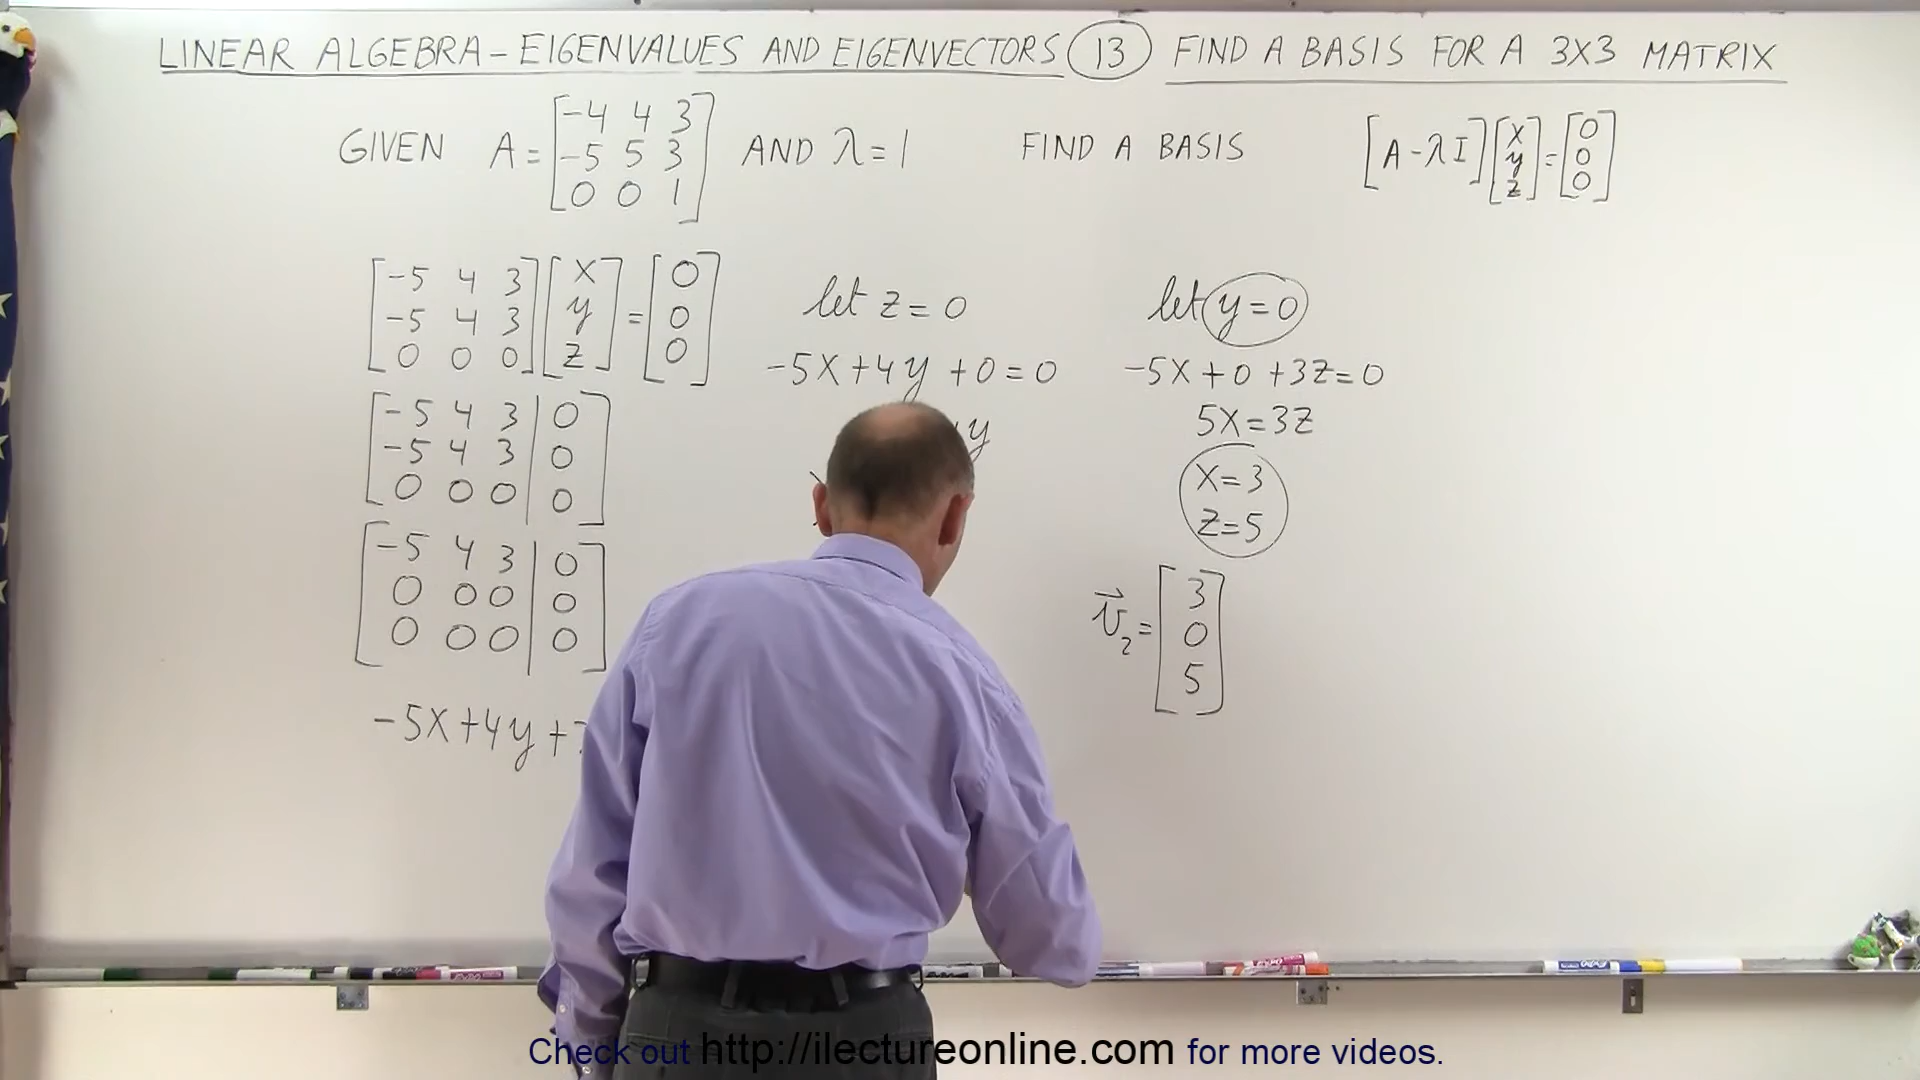 LINEAR ALGEBRA – EIGENVALUES AND EIGENVECTORS 13 FIND A BASIS FOR A 3X3 MATRIX
GIVEN A = [-4 4 3
-5 5 3
0 0 1] AND λ = 1 FIND A BASIS [A - λI] [x
y
z] = [0
0
0]
[-5 4 3
-5 4 3
0 0 0] [x
y
z] = [0
0
0]
[-5 4 3 | 0
-5 4 3 | 0
0 0 0 | 0]
[-5 4 3 | 0
0 0 0 | 0
0 0 0 | 0]
-5x+4y+
let z = 0
-5x+4y+0=0
y
let y=0
-5x+0+3z=0
5x=3z
x=3
z=5
v⃗₂ = [3
0
5]
Check out http://ilectureonline.com for more videos.